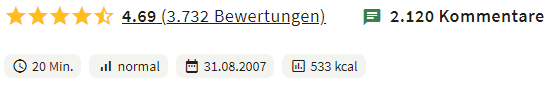 4.69 (3.732 Bewertungen) 2.120 Kommentare
20 Min. normal 31.08.2007 533 kcal